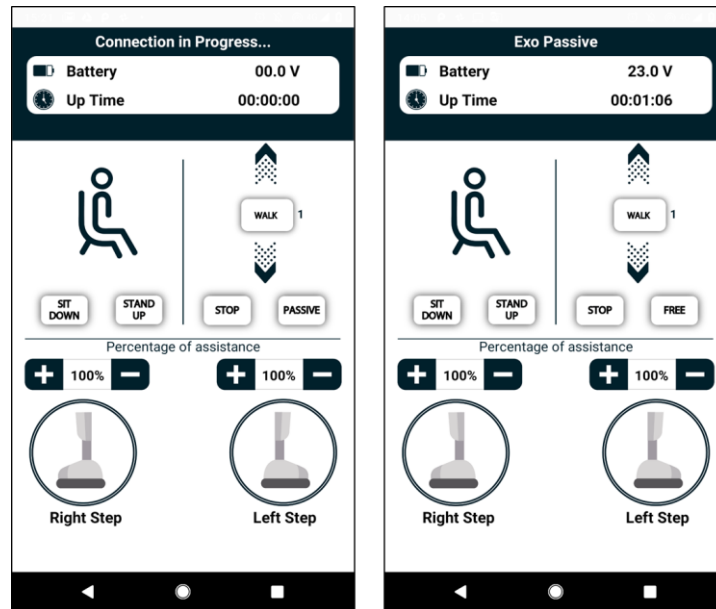 Connection in Progress...
Battery 00.0 V
Up Time 00:00:00
WALK 1
SIT DOWN
STAND UP
STOP
PASSIVE
Percentage of assistance
+ 100% −
+ 100% −
Right Step
Left Step
Exo Passive
Battery 23.0 V
Up Time 00:01:06
WALK 1
SIT DOWN
STAND UP
STOP
FREE
Percentage of assistance
+ 100% −
+ 100% −
Right Step
Left Step